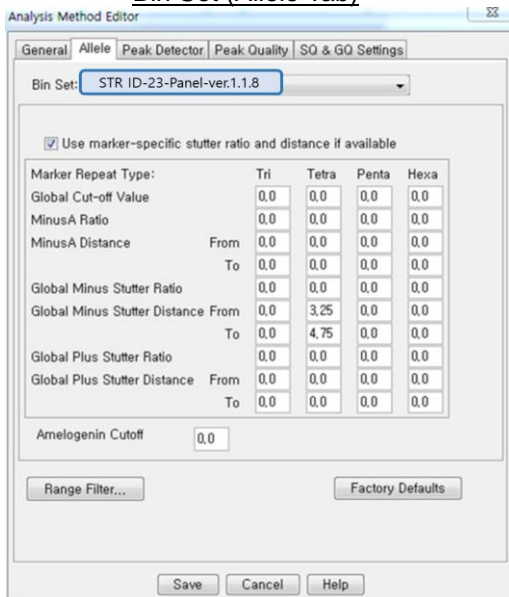 Bin Set (Allele Tab)
Analysis Method Editor
General Allele Peak Detector Peak Quality SQ & GQ Settings
Bin Set: STR ID-23-Panel-ver.1.1.8
Use marker-specific stutter ratio and distance if available
Marker Repeat Type: Tri Tetra Penta Hexa
Global Cut-off Value 0,0 0,0 0,0 0,0
MinusA Ratio 0,0 0,0 0,0 0,0
MinusA Distance From 0,0 0,0 0,0 0,0
To 0,0 0,0 0,0 0,0
Global Minus Stutter Ratio 0,0 0,0 0,0 0,0
Global Minus Stutter Distance From 0,0 3,25 0,0 0,0
To 0,0 4,75 0,0 0,0
Global Plus Stutter Ratio 0,0 0,0 0,0 0,0
Global Plus Stutter Distance From 0,0 0,0 0,0 0,0
To 0,0 0,0 0,0 0,0
Amelogenin Cutoff 0,0
Range Filter... Factory Defaults
Save Cancel Help